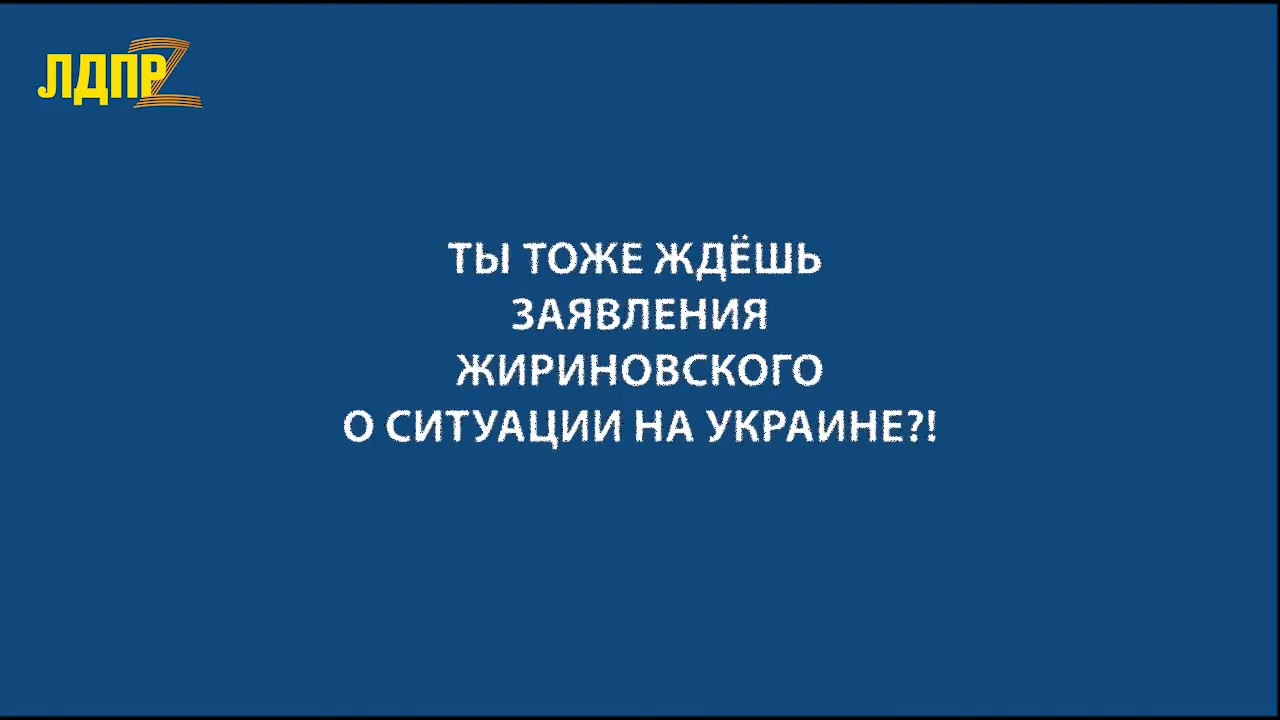 ЛДПР Z
ТЫ ТОЖЕ ЖДЁШЬ
ЗАЯВЛЕНИЯ
ЖИРИНОВСКОГО
О СИТУАЦИИ НА УКРАИНЕ?!